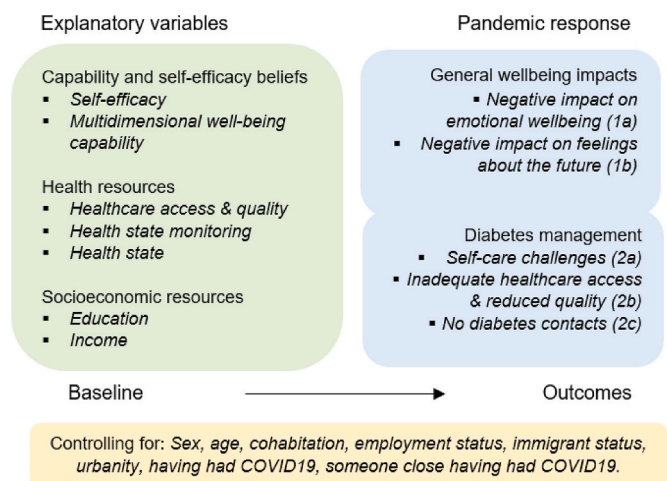 Explanatory variables
Capability and self-efficacy beliefs
▪ Self-efficacy
▪ Multidimensional well-being
capability
Health resources
▪ Healthcare access & quality
▪ Health state monitoring
▪ Health state
Socioeconomic resources
▪ Education
▪ Income
Pandemic response
General wellbeing impacts
▪ Negative impact on
emotional wellbeing (1a)
▪ Negative impact on feelings
about the future (1b)
Diabetes management
▪ Self-care challenges (2a)
▪ Inadequate healthcare access
& reduced quality (2b)
▪ No diabetes contacts (2c)
Baseline
Outcomes
Controlling for: Sex, age, cohabitation, employment status, immigrant status,
urbanity, having had COVID19, someone close having had COVID19.